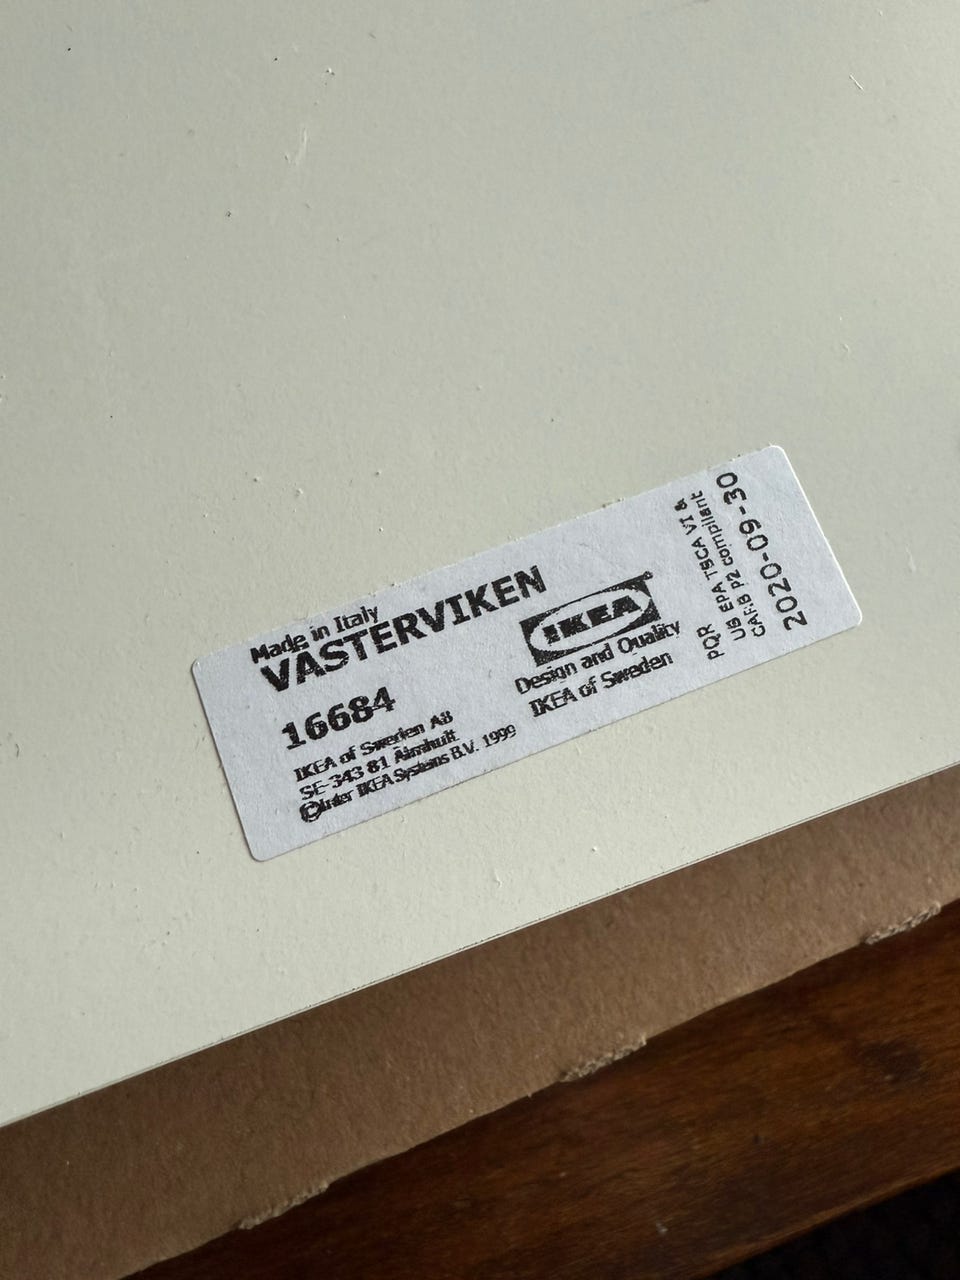 Made in Italy
VÄSTERVIKEN
16684
IKEA of Sweden AB
SE-343 81 Älmhult
© Inter IKEA Systems B.V. 1999
IKEA
Design and Quality
IKEA of Sweden
PQR
US EPA TSCA VI &
CARB P2 compliant
2020-09-30